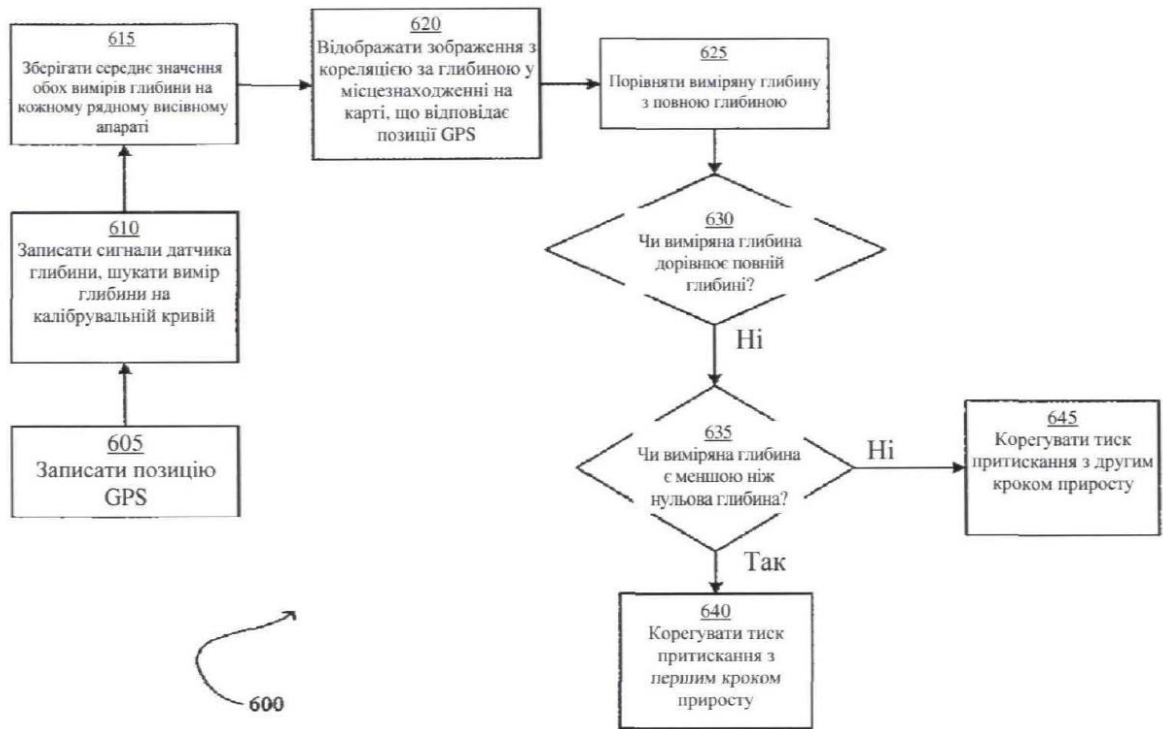 615
Зберігати середнє значення
обох вимірів глибини на
кожному рядному висівному
апараті
620
Відображати зображення з
кореляцією за глибиною у
місцезнаходженні на
карті, що відповідає
позиції GPS
625
Порівняти виміряну глибину
з повною глибиною
610
Записати сигнали датчика
глибини, шукати вимір
глибини на
калібрувальній кривій
630
Чи виміряна глибина
дорівнює повній
глибині?
Ні
605
Записати позицію
GPS
635
Чи виміряна глибина
є меншою ніж
нульова глибина?
Ні
645
Корегувати тиск
притискання з другим
кроком приросту
Так
640
Корегувати тиск
притискання з
першим кроком
приросту
600